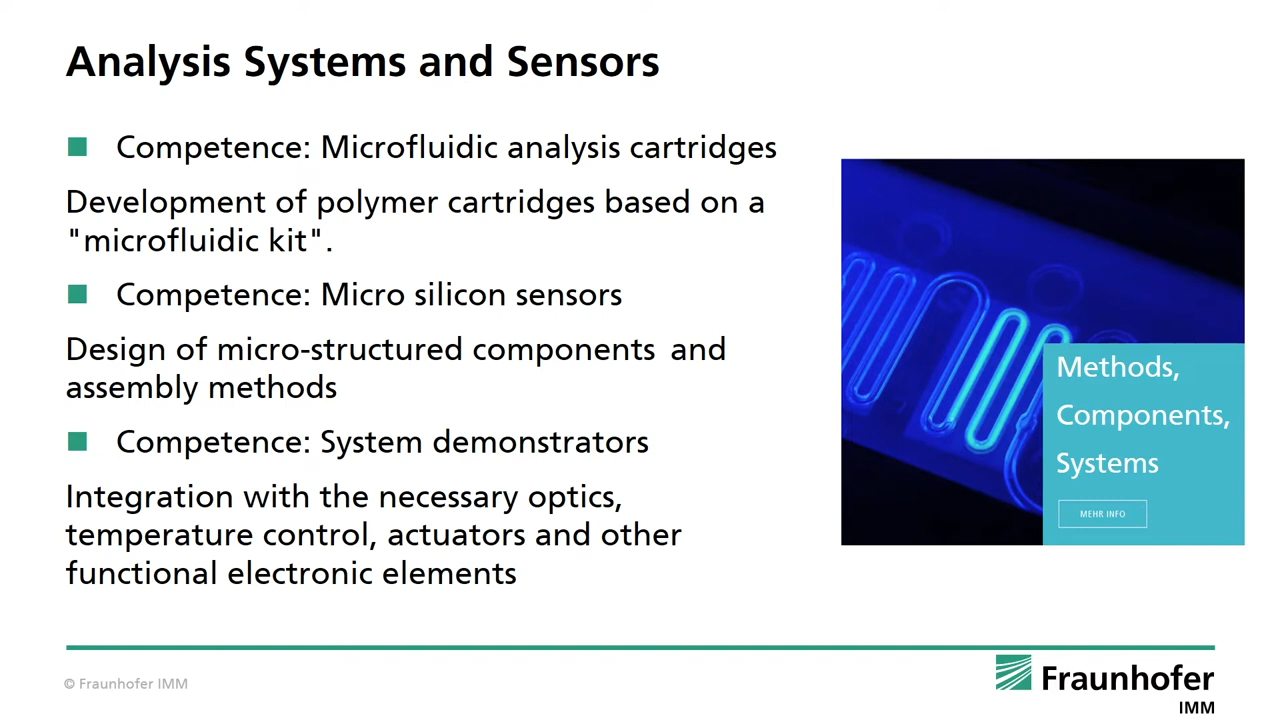 Analysis Systems and Sensors
Competence: Microfluidic analysis cartridges
Development of polymer cartridges based on a
"microfluidic kit".
Competence: Micro silicon sensors
Design of micro-structured components and
assembly methods
Competence: System demonstrators
Integration with the necessary optics,
temperature control, actuators and other
functional electronic elements
Methods,
Components,
Systems
MEHR INFO
© Fraunhofer IMM
Fraunhofer
IMM